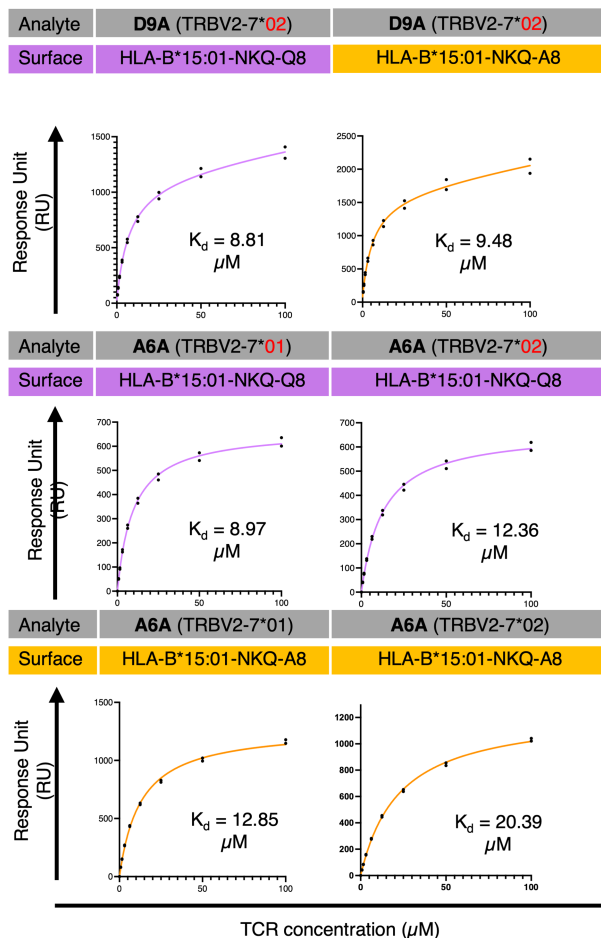 Analyte D9A (TRBV2-7*02) D9A (TRBV2-7*02)
Surface HLA-B*15:01-NKQ-Q8 HLA-B*15:01-NKQ-A8
Response Unit
(RU)
1500
1000
500
0
0 50 100
Kd = 8.81
µM
2500
2000
1500
1000
500
0
0 50 100
Kd = 9.48
µM
Analyte A6A (TRBV2-7*01) A6A (TRBV2-7*02)
Surface HLA-B*15:01-NKQ-Q8 HLA-B*15:01-NKQ-Q8
Response Unit
(RU)
700
600
500
400
300
200
100
0
0 50 100
Kd = 8.97
µM
700
600
500
400
300
200
100
0
0 50 100
Kd = 12.36
µM
Analyte A6A (TRBV2-7*01) A6A (TRBV2-7*02)
Surface HLA-B*15:01-NKQ-A8 HLA-B*15:01-NKQ-A8
Response Unit
(RU)
1500
1000
500
0
0 50 100
Kd = 12.85
µM
1200
1000
800
600
400
200
0
0 50 100
Kd = 20.39
µM
TCR concentration (µM)